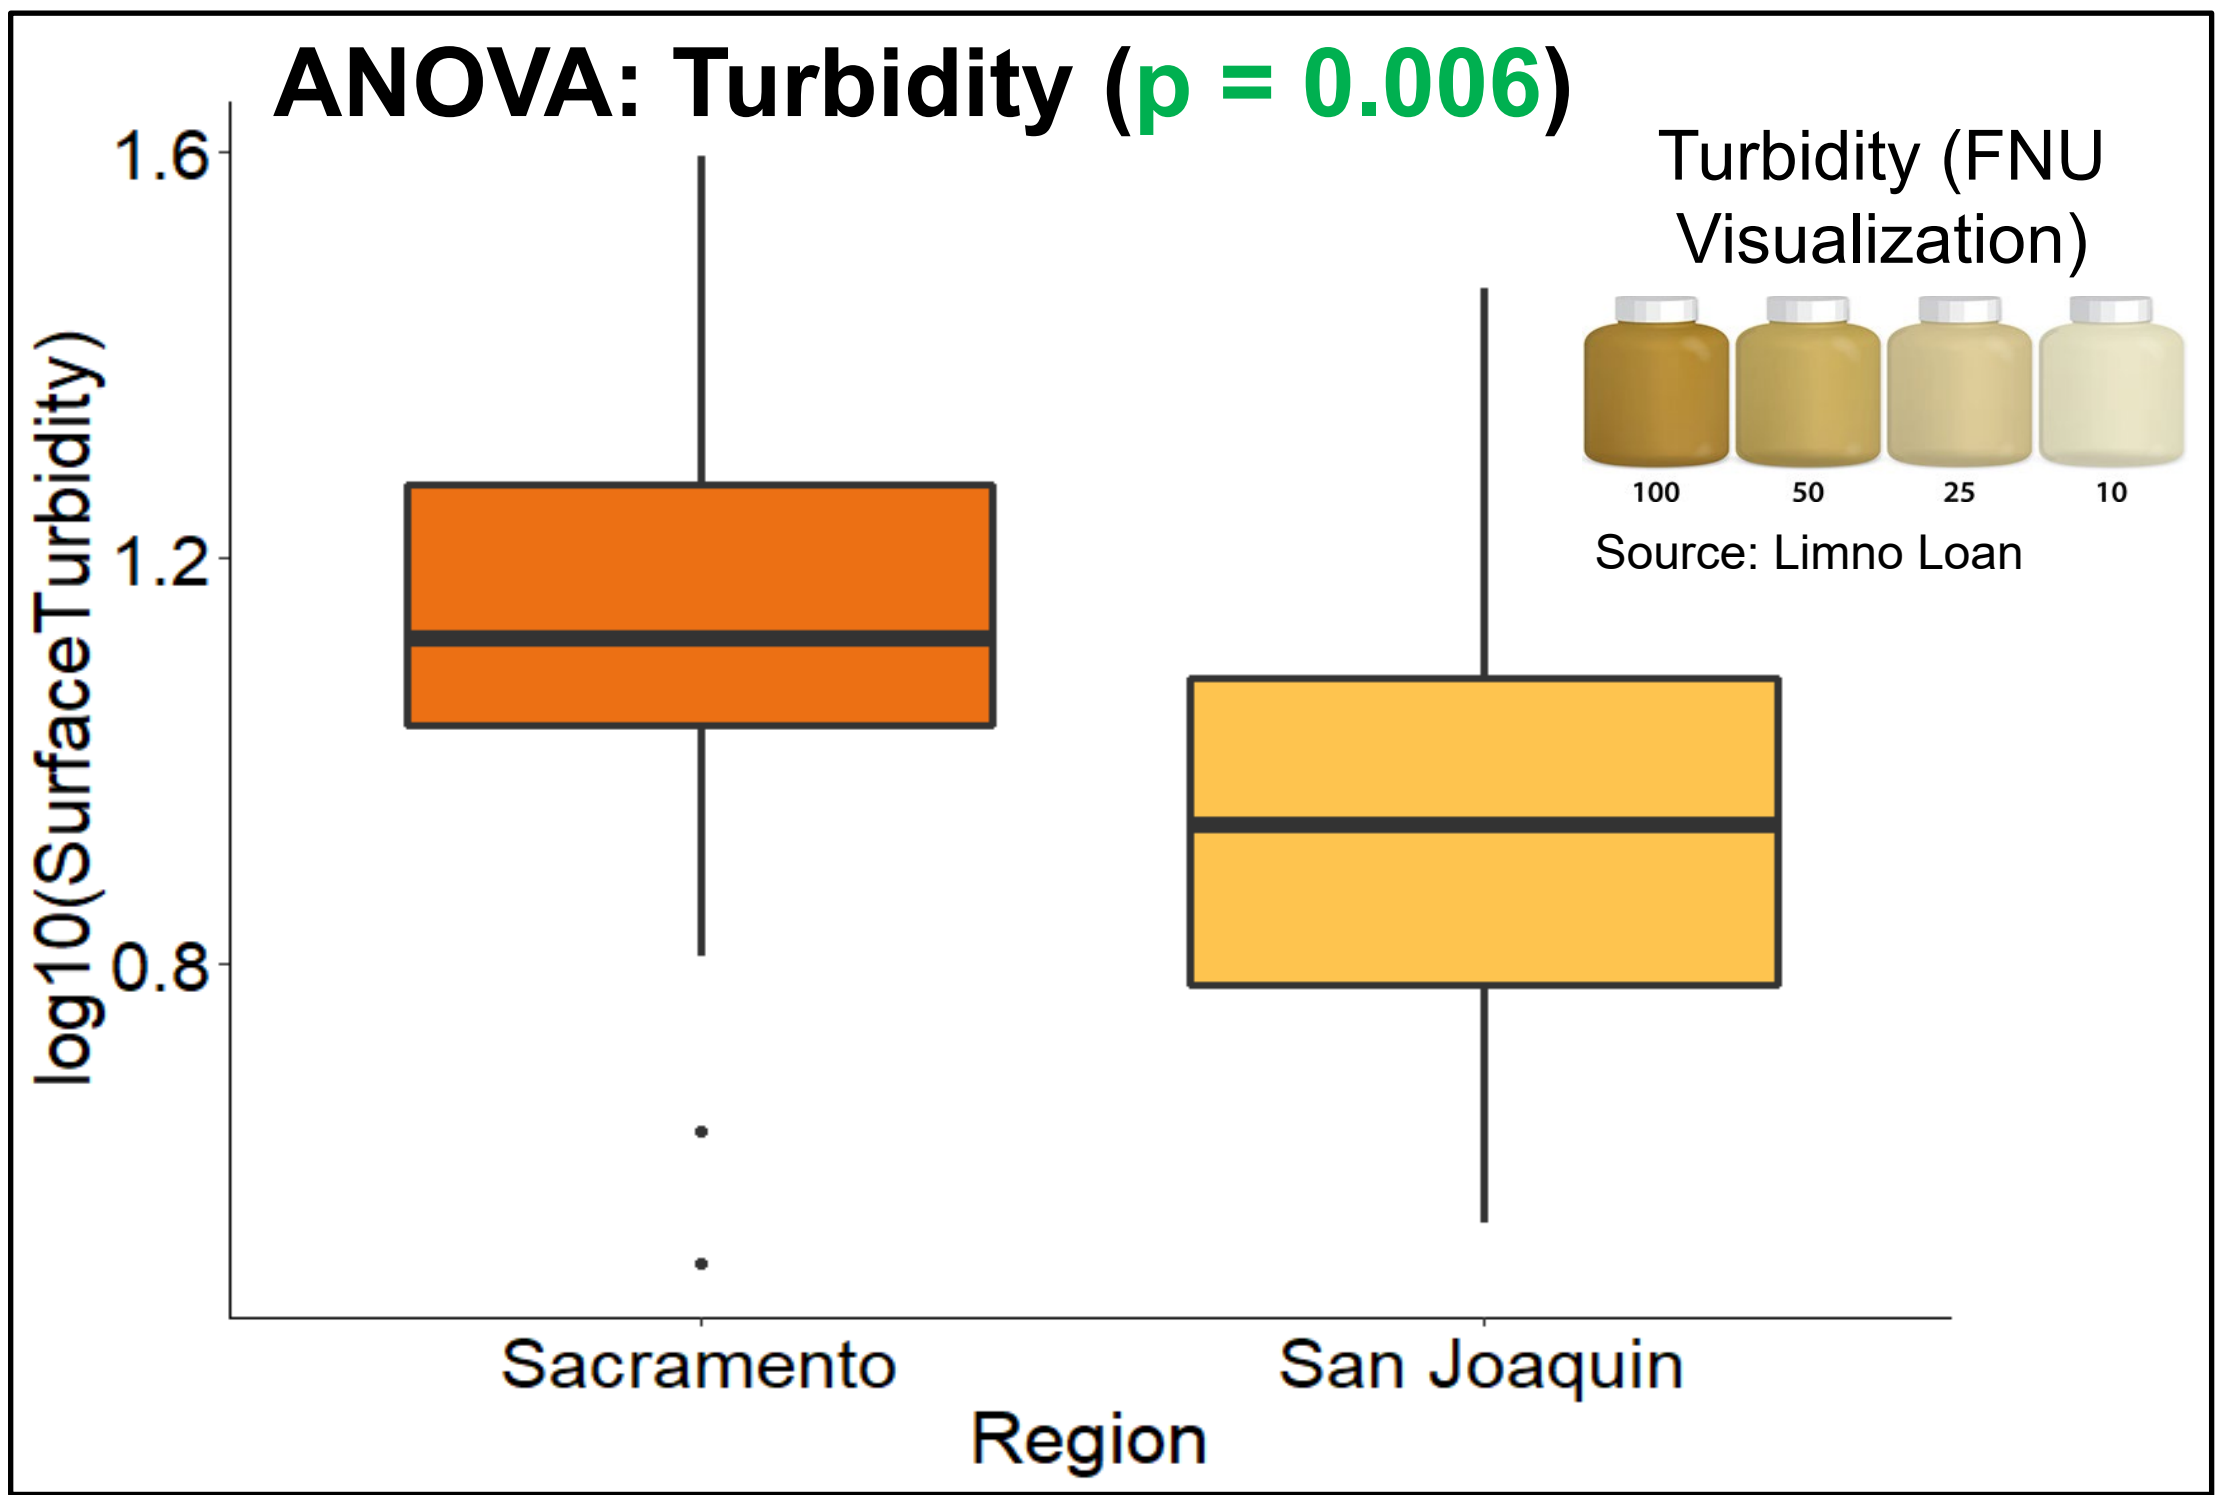 ANOVA: Turbidity (p = 0.006)
Turbidity (FNU
Visualization)
100 50 25 10
Source: Limno Loan
log10(SurfaceTurbidity)
1.6
1.2
0.8
Sacramento San Joaquin
Region